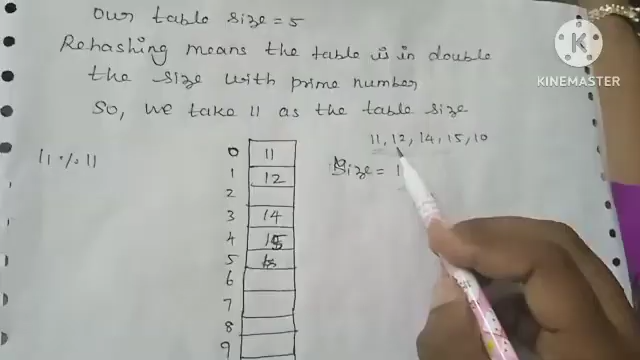 Our table size = 5
Rehashing means the table is in double
the size with prime number
So, we take 11 as the table size
K
KINEMASTER
11, 12, 14, 15, 10
Size = 1
11 % 11
0 11
1 12
2
3 14
4
5
6
7
8
9